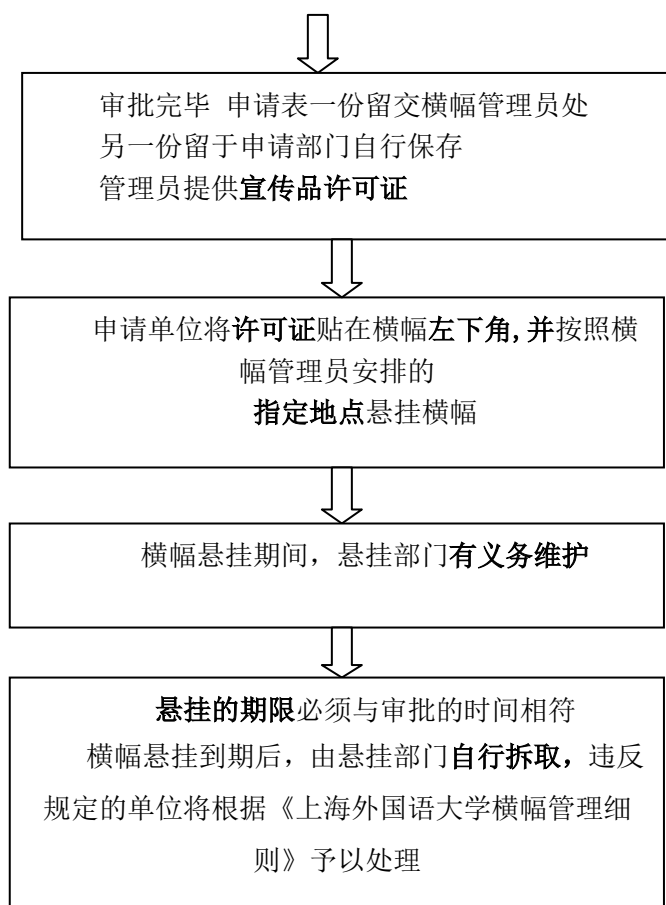 审批完毕 申请表一份留交横幅管理员处
另一份留于申请部门自行保存
管理员提供宣传品许可证
申请单位将许可证贴在横幅左下角,并按照横
幅管理员安排的
指定地点悬挂横幅
横幅悬挂期间，悬挂部门有义务维护
悬挂的期限必须与审批的时间相符
横幅悬挂到期后，由悬挂部门自行拆取，违反
规定的单位将根据《上海外国语大学横幅管理细
则》予以处理